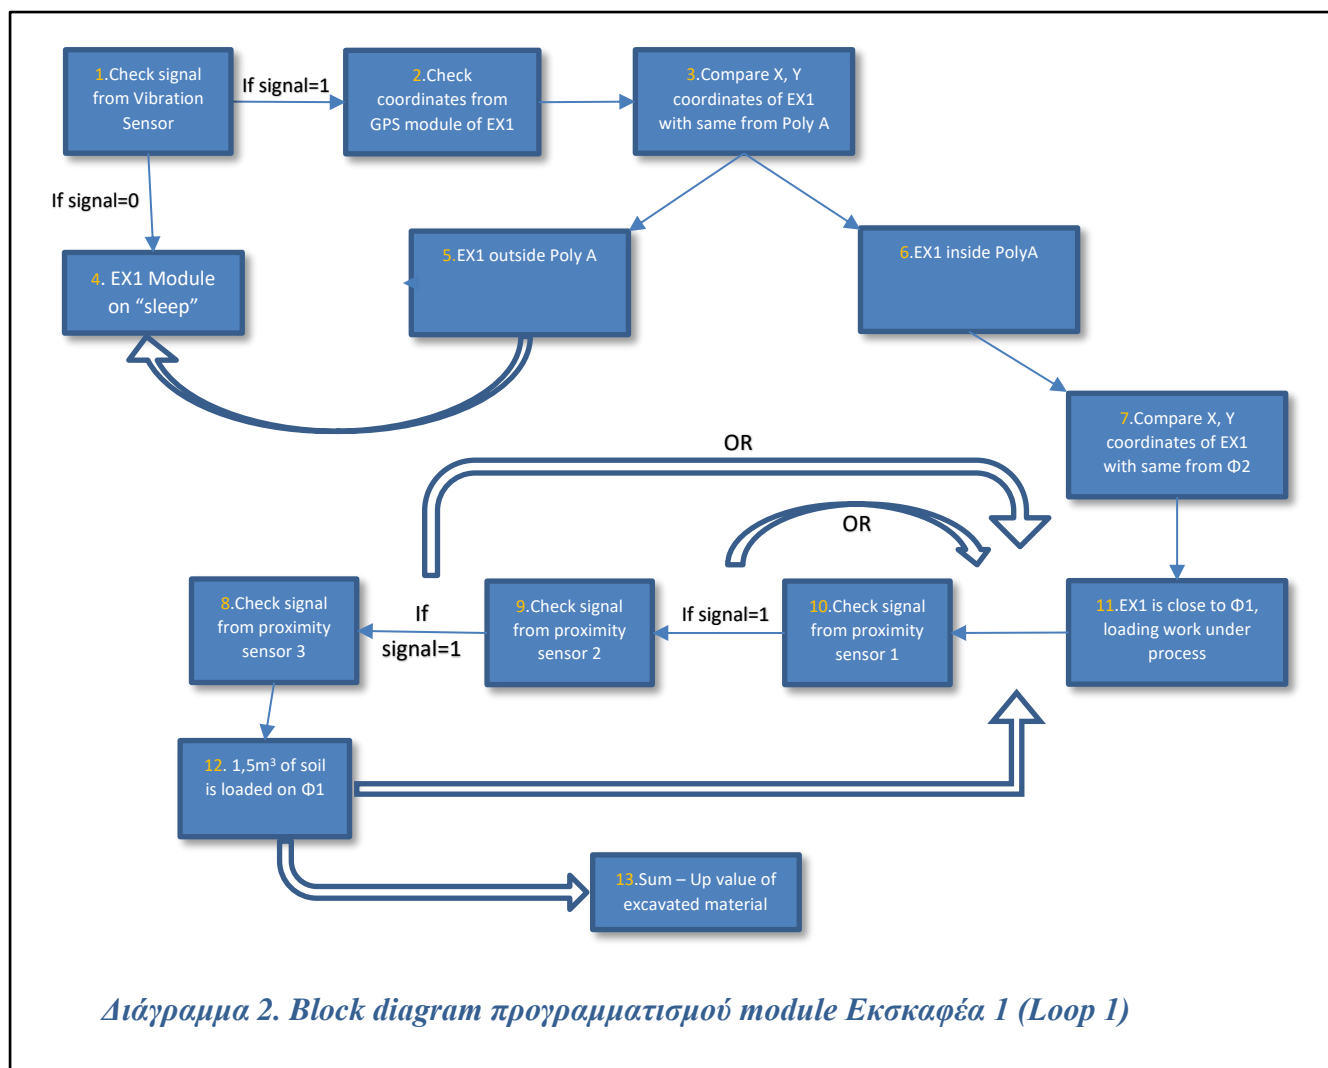 1.Check signal
from Vibration
Sensor
If signal=1
2.Check
coordinates from
GPS module of EX1
3.Compare X, Y
coordinates of EX1
with same from Poly A
If signal=0
4. EX1 Module
on “sleep”
5.EX1 outside Poly A
6.EX1 inside PolyA
7.Compare X, Y
coordinates of EX1
with same from Φ2
OR
OR
8.Check signal
from proximity
sensor 3
If
signal=1
9.Check signal
from proximity
sensor 2
If signal=1
10.Check signal
from proximity
sensor 1
11.EX1 is close to Φ1,
loading work under
process
12. 1,5m³ of soil
is loaded on Φ1
13.Sum – Up value of
excavated material
Διάγραμμα 2. Block diagram προγραμματισμού module Εκσκαφέα 1 (Loop 1)